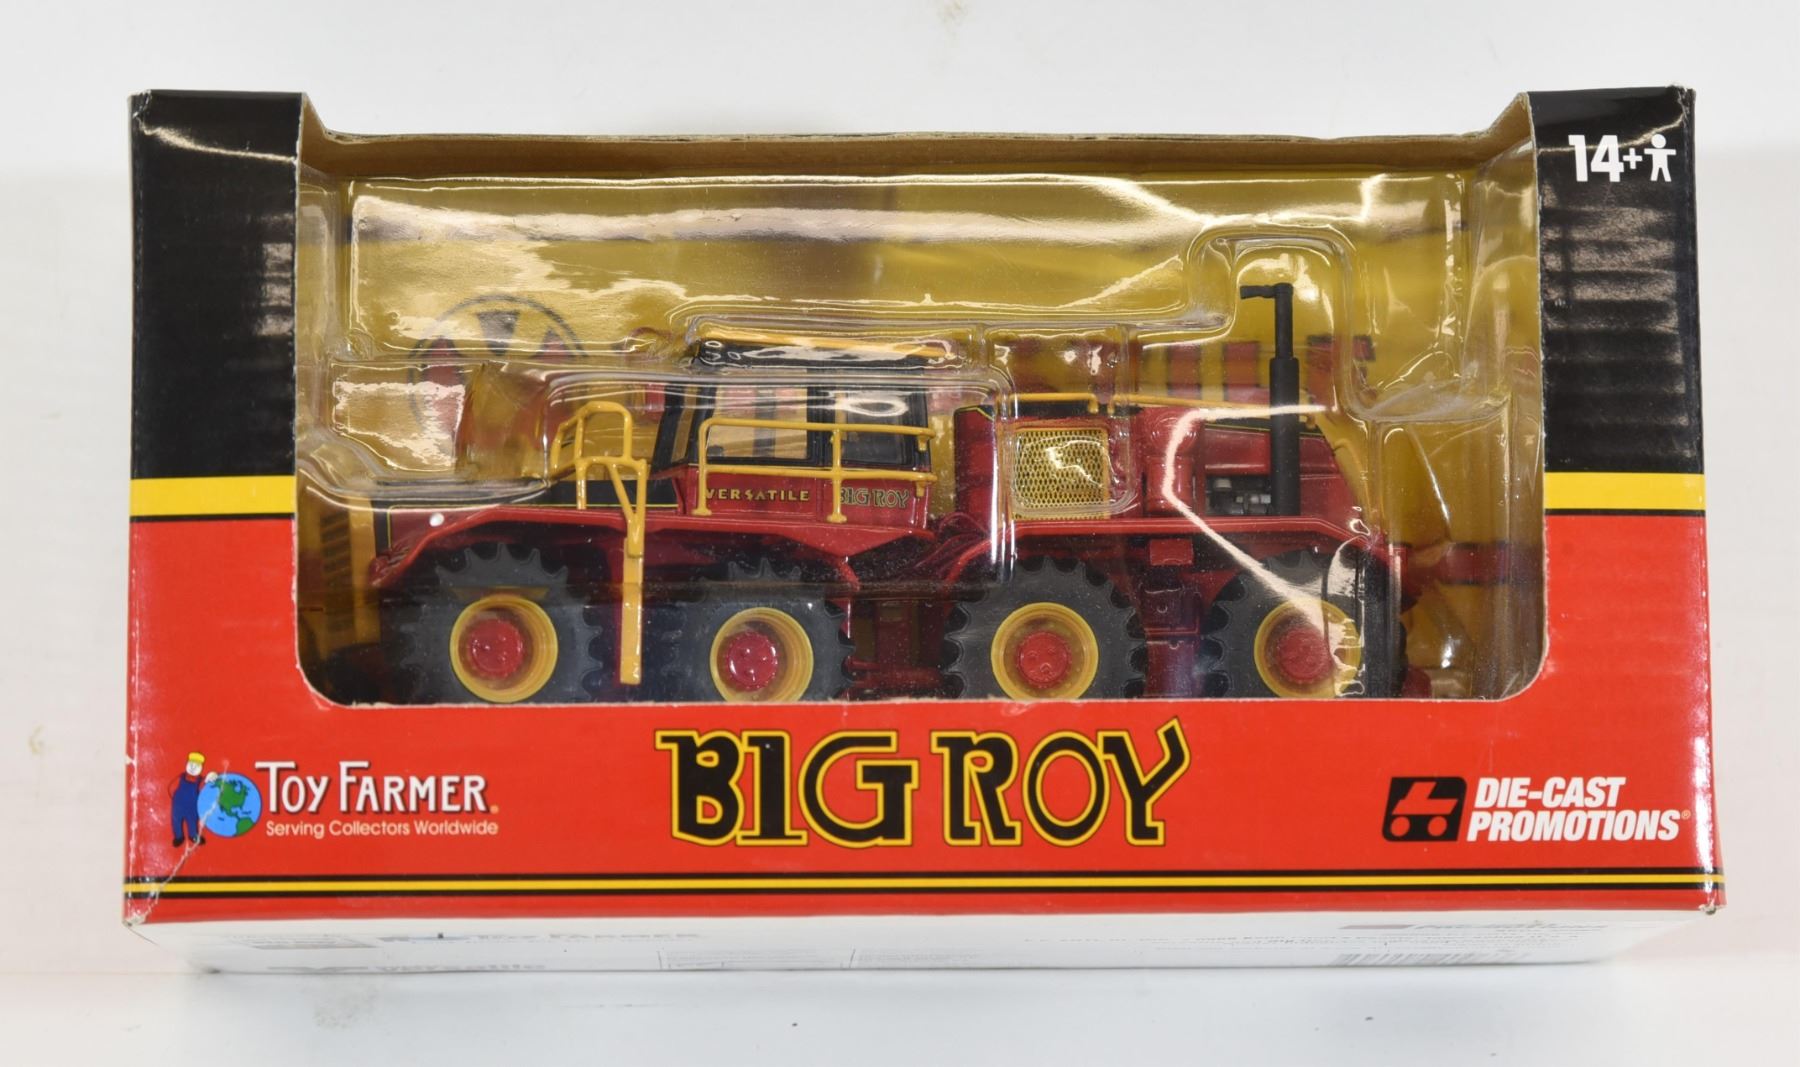 14+
VERSATILE BIG ROY
TOY FARMER
Serving Collectors Worldwide
BIG ROY
DIE-CAST
PROMOTIONS®